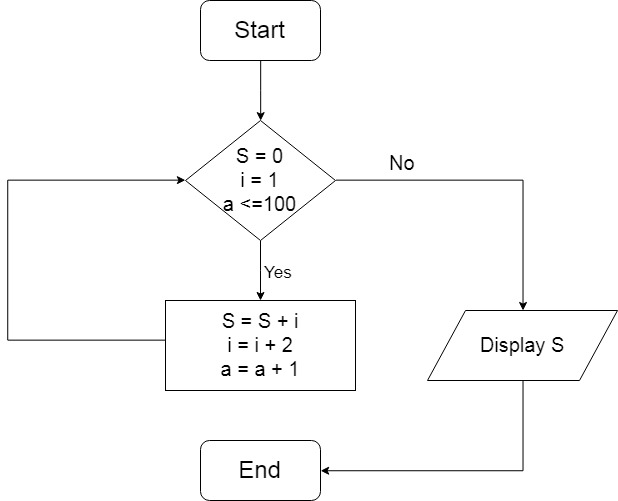 Start
S = 0
i = 1
a <=100
No
Yes
S = S + i
i = i + 2
a = a + 1
Display S
End